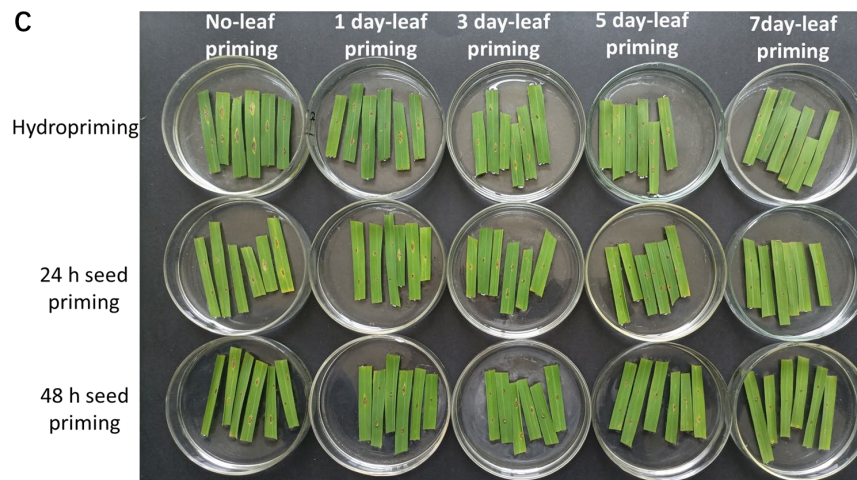 C
No-leaf
priming
1 day-leaf
priming
3 day-leaf
priming
5 day-leaf
priming
7day-leaf
priming
Hydropriming
24 h seed
priming
48 h seed
priming